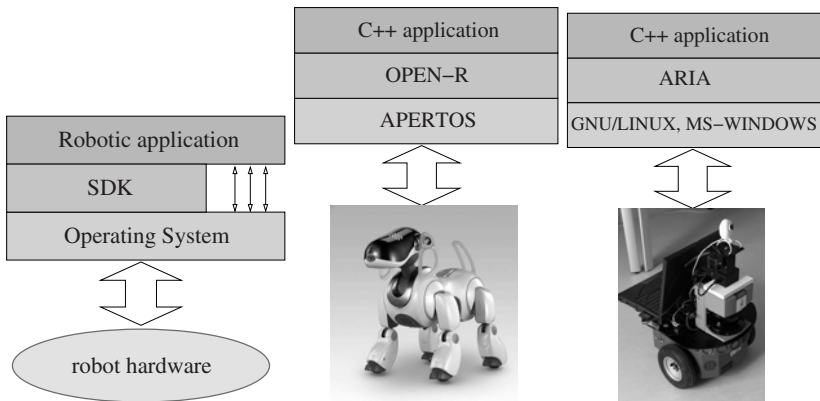 Robotic application
SDK
Operating System
robot hardware
C++ application
OPEN−R
APERTOS
C++ application
ARIA
GNU/LINUX, MS−WINDOWS